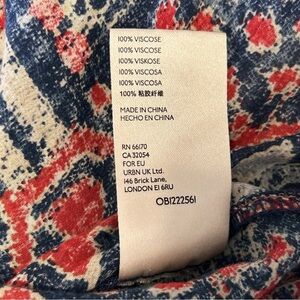 100% VISCOSE
100% VISCOSE
100% VISKOSE
100% VISCOSA
100% VISCOSA
100% 粘胶纤维
MADE IN CHINA
HECHO EN CHINA
RN 66170
CA 32054
FOR EU
URBN UK Ltd.
146 Brick Lane,
LONDON E1 6RU
OB1222561